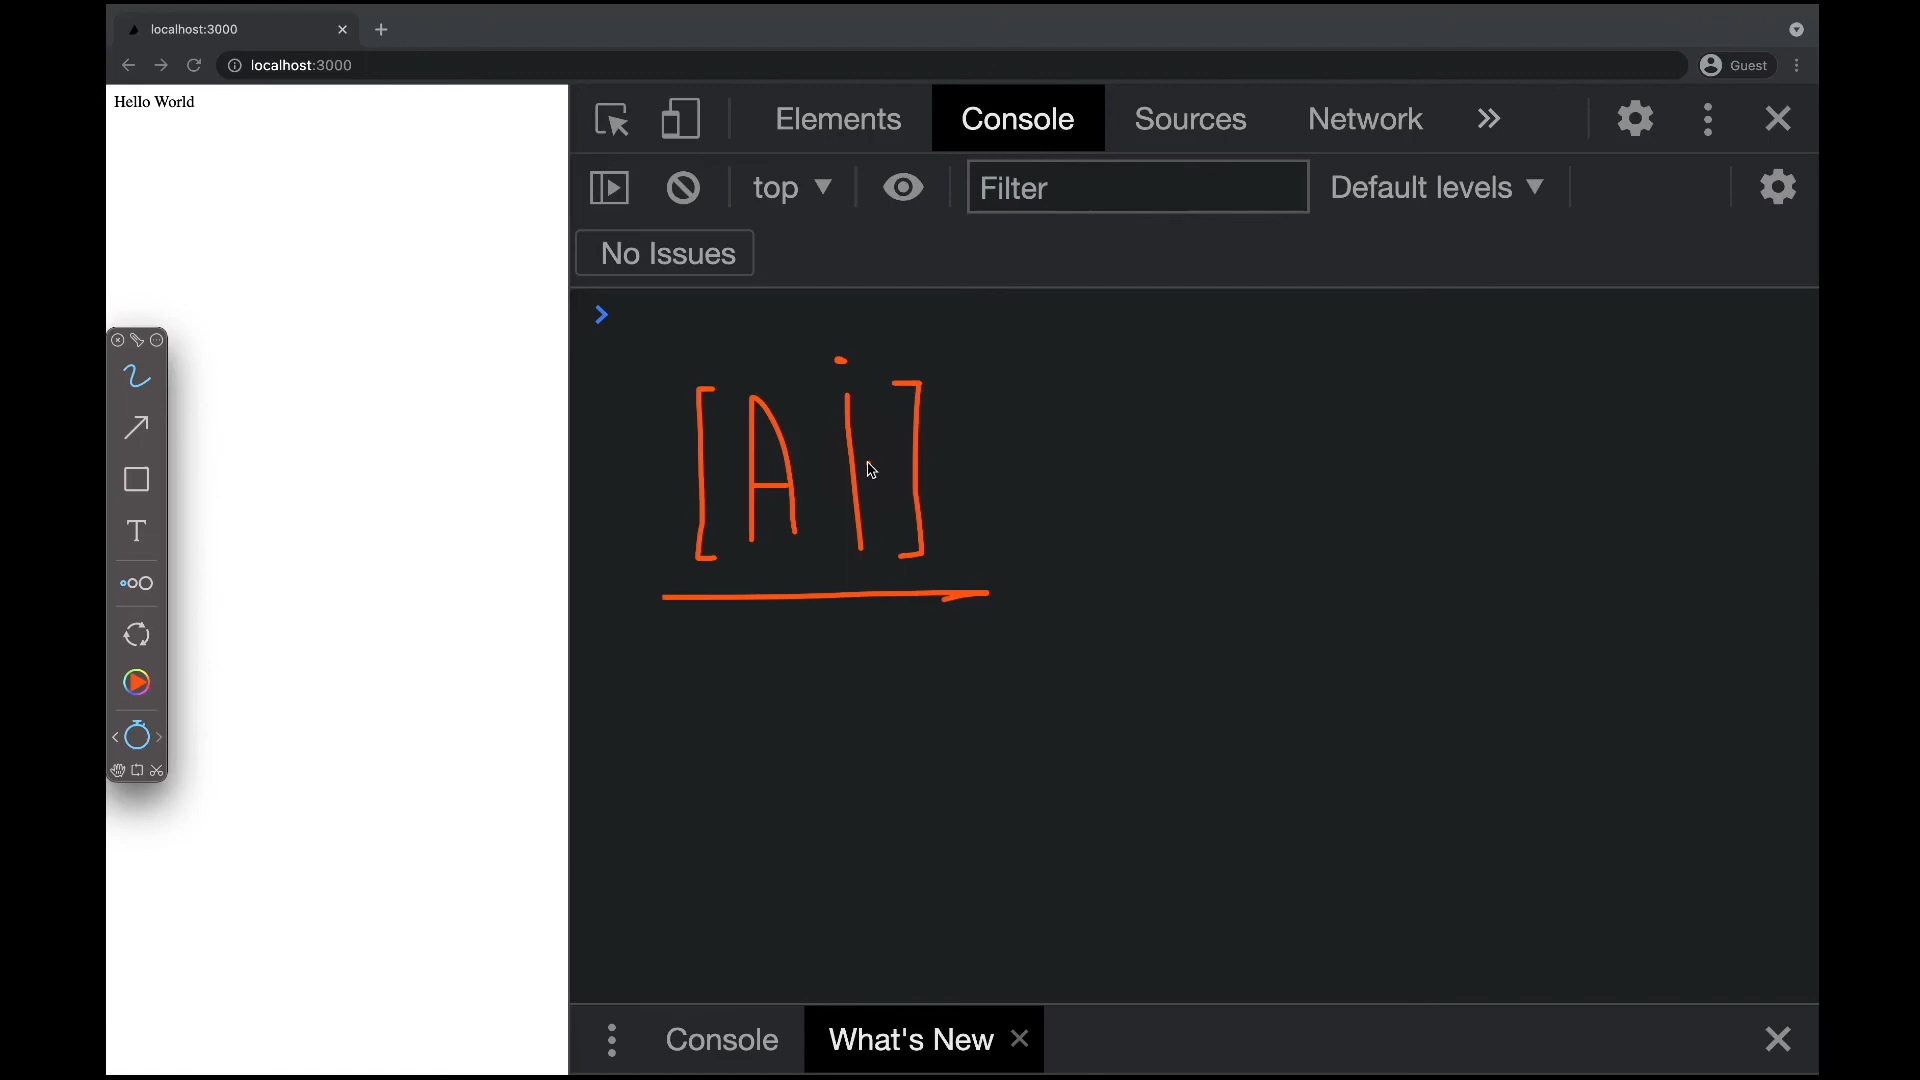 localhost:3000
localhost:3000
Guest
Hello World
Elements Console Sources Network
top Filter Default levels
No Issues
[Ai]
T
Console What's New